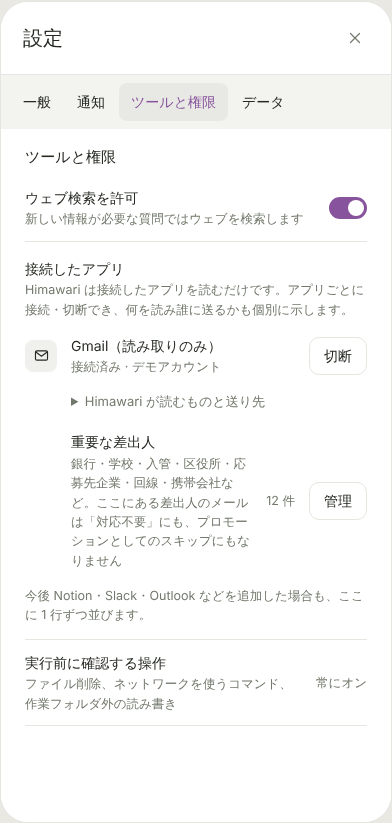 設定
一般
通知
ツールと権限
データ
ツールと権限
ウェブ検索を許可
新しい情報が必要な質問ではウェブを検索します
接続したアプリ
Himawari は接続したアプリを読むだけです。アプリごとに
接続・切断でき、何を読み誰に送るかも個別に示します。
Gmail（読み取りのみ）
接続済み · デモアカウント
切断
▶ Himawari が読むものと送り先
重要な差出人
銀行・学校・入管・区役所・応
募先企業・回線・携帯会社な
ど。ここにある差出人のメール
は「対応不要」にも、プロモー
ションとしてのスキップにもな
りません
12 件
管理
今後 Notion・Slack・Outlook などを追加した場合も、ここ
に 1 行ずつ並びます。
実行前に確認する操作
ファイル削除、ネットワークを使うコマンド、
作業フォルダ外の読み書き
常にオン